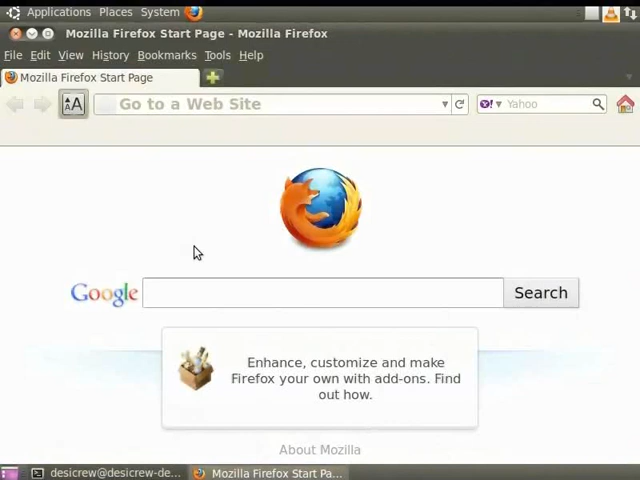 Applications Places System
Mozilla Firefox Start Page - Mozilla Firefox
File Edit View History Bookmarks Tools Help
Mozilla Firefox Start Page
AAA Go to a Web Site Y! Yahoo
Google Search
Enhance, customize and make
Firefox your own with add-ons. Find
out how.
About Mozilla
desicrew@desicrew-de... Mozilla Firefox Start Pa...